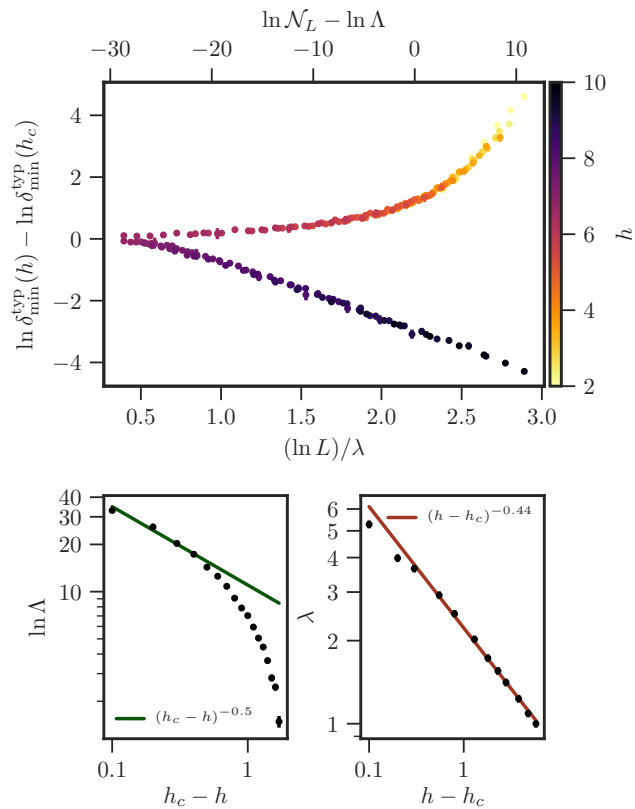 ln 𝒩_L − ln Λ
−30 −20 −10 0 10
ln δ_min^typ(h) − ln δ_min^typ(h_c)
4
2
0
−2
−4
0.5 1.0 1.5 2.0 2.5 3.0
(ln L)/λ
10
8
6
4
2
h
ln Λ
40
30
20
10
(h_c − h)^−0.5
0.1 1
h_c − h
λ
6
5
4
3
2
1
(h − h_c)^−0.44
0.1 1
h − h_c